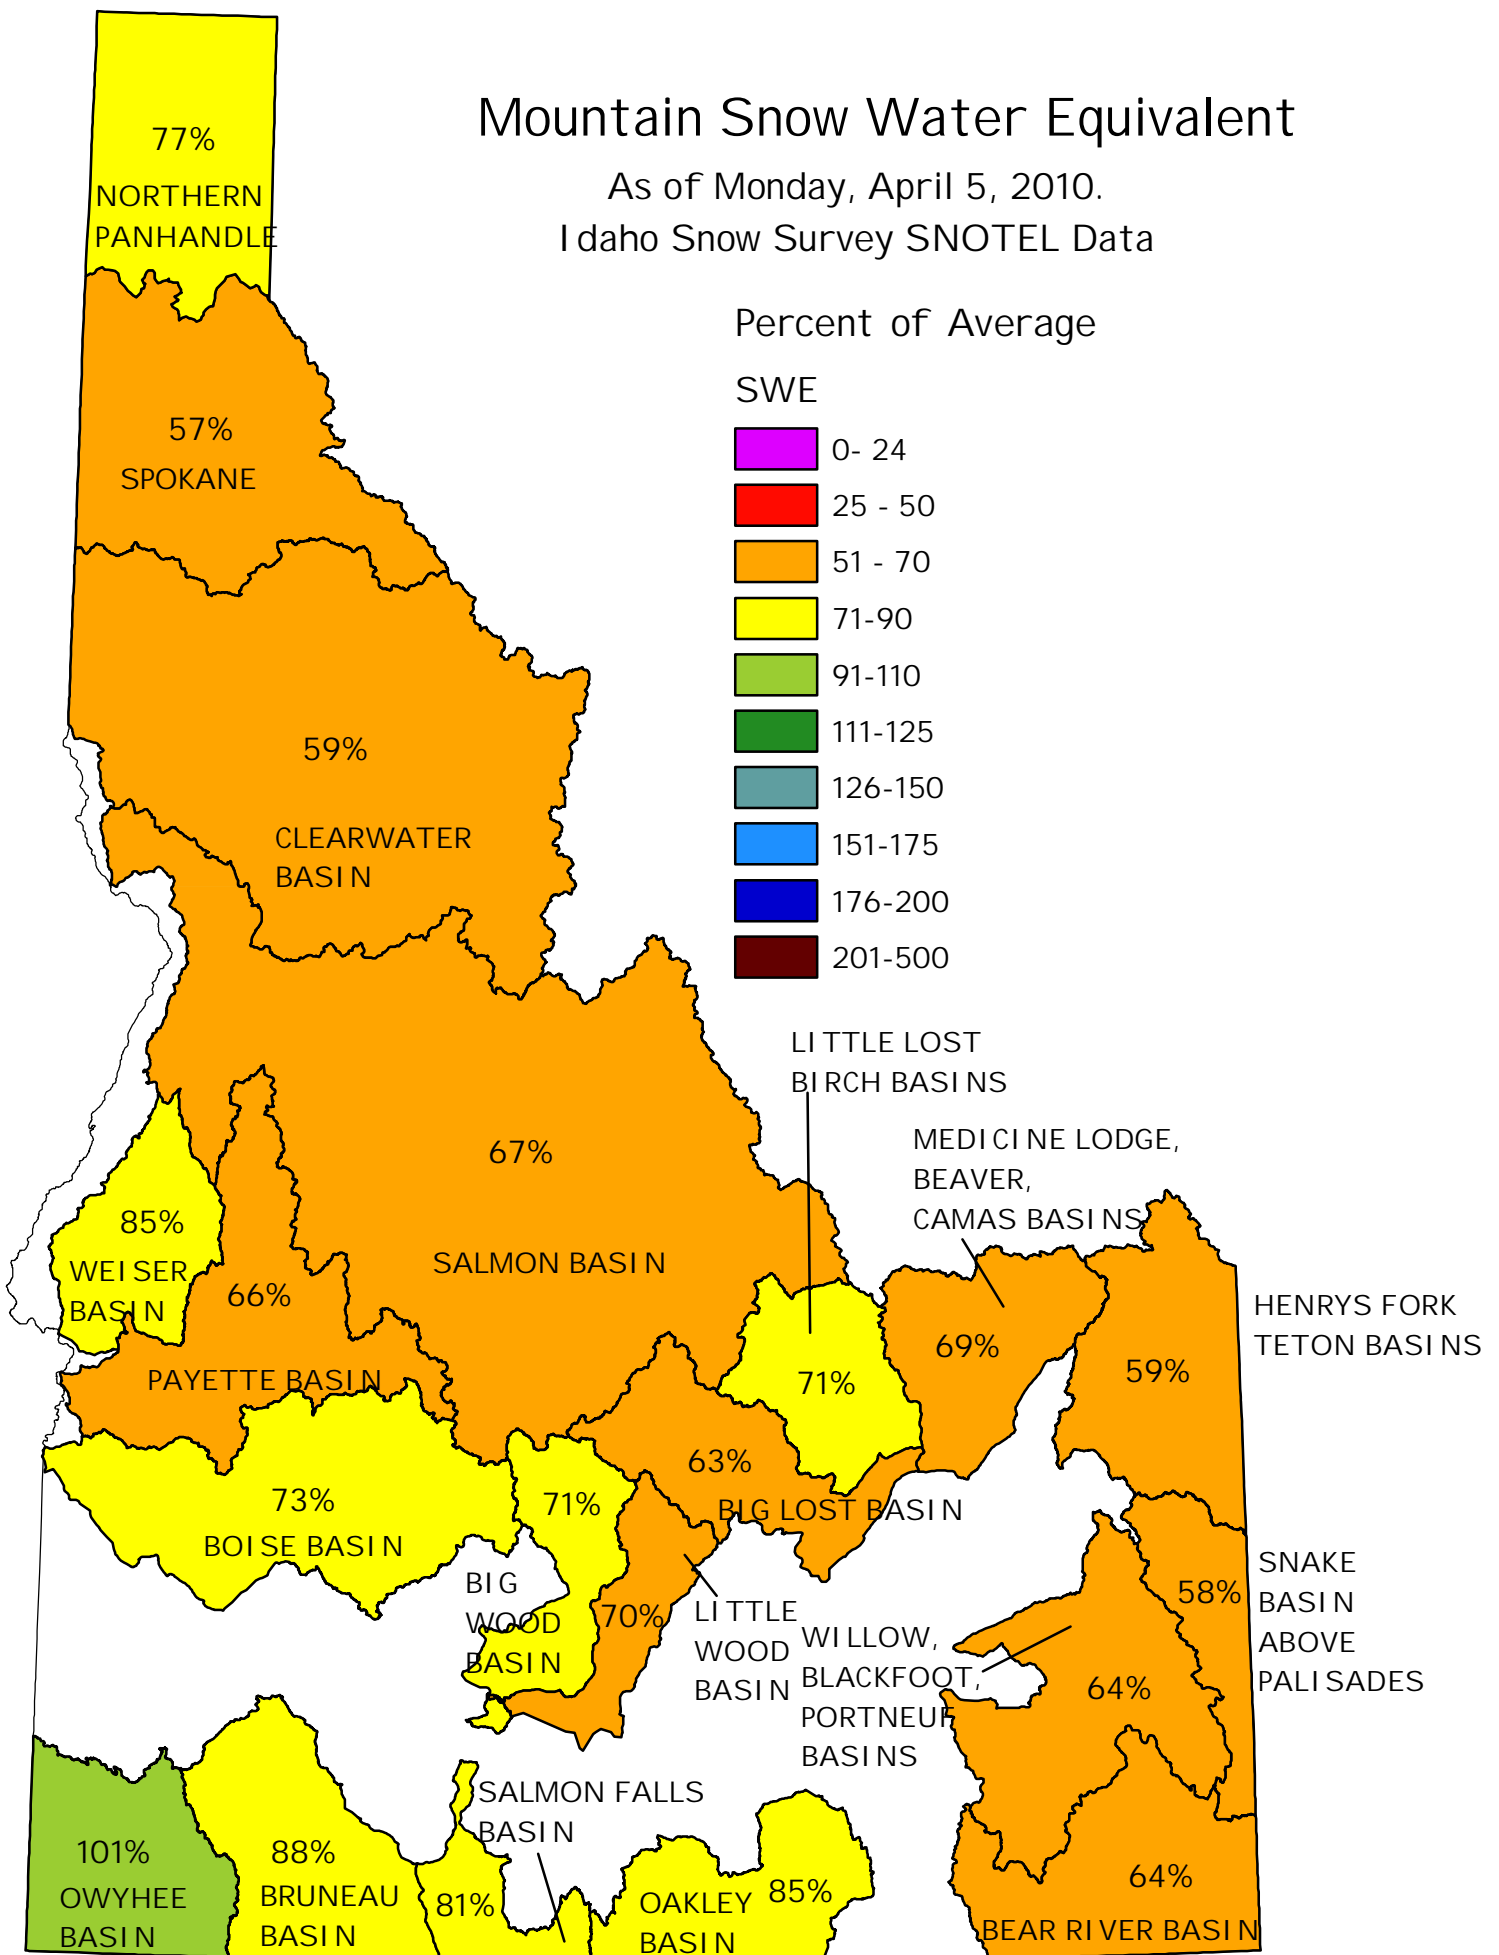 Mountain Snow Water Equivalent
As of Monday, April 5, 2010.
Idaho Snow Survey SNOTEL Data
Percent of Average
SWE
0- 24
25 - 50
51 - 70
71-90
91-110
111-125
126-150
151-175
176-200
201-500
77%
NORTHERN
PANHANDLE
57%
SPOKANE
59%
CLEARWATER
BASIN
67%
SALMON BASIN
LITTLE LOST
BIRCH BASINS
71%
MEDICINE LODGE,
BEAVER,
CAMAS BASINS
69%
HENRYS FORK
TETON BASINS
59%
85%
WEISER
BASIN
66%
PAYETTE BASIN
63%
BIG LOST BASIN
73%
BOISE BASIN
71%
BIG
WOOD
BASIN
70%
LITTLE
WOOD
BASIN
WILLOW,
BLACKFOOT,
PORTNEUF
BASINS
64%
58%
SNAKE
BASIN
ABOVE
PALISADES
101%
OWYHEE
BASIN
88%
BRUNEAU
BASIN
SALMON FALLS
BASIN
81%
OAKLEY
BASIN
85%
64%
BEAR RIVER BASIN